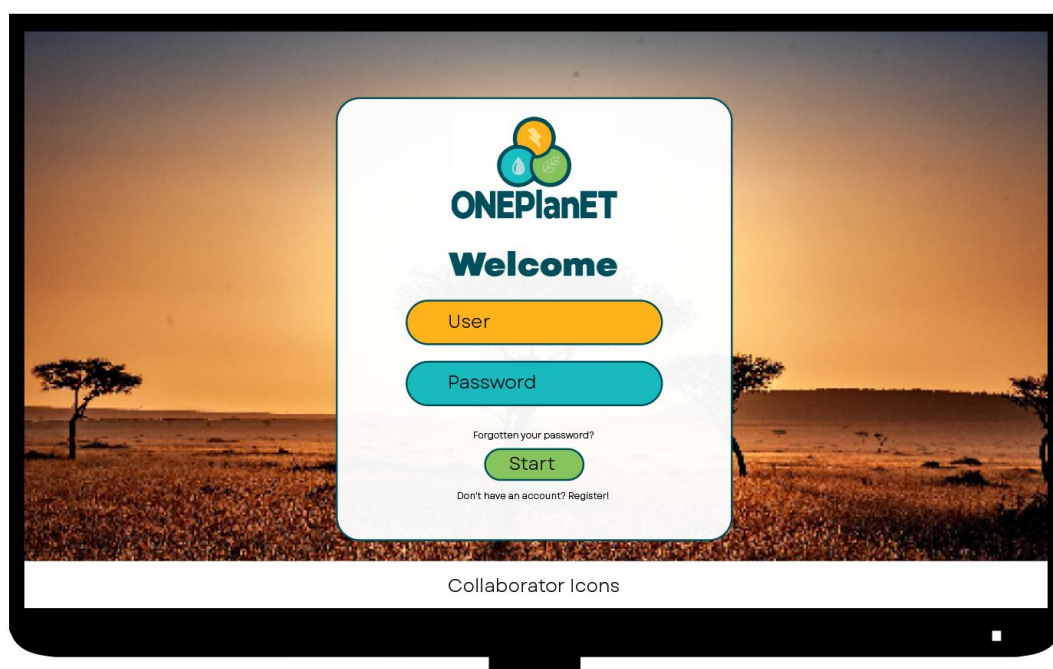 ONEPlanET
Welcome
User
Password
Forgotten your password?
Start
Don't have an account? Register!
Collaborator Icons